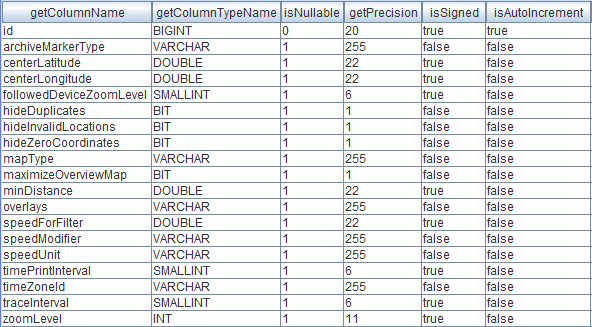 getColumnName getColumnTypeName isNullable getPrecision isSigned isAutoIncrement
id BIGINT 0 20 true true
archiveMarkerType VARCHAR 1 255 false false
centerLatitude DOUBLE 1 22 true false
centerLongitude DOUBLE 1 22 true false
followedDeviceZoomLevel SMALLINT 1 6 true false
hideDuplicates BIT 1 1 false false
hideInvalidLocations BIT 1 1 false false
hideZeroCoordinates BIT 1 1 false false
mapType VARCHAR 1 255 false false
maximizeOverviewMap BIT 1 1 false false
minDistance DOUBLE 1 22 true false
overlays VARCHAR 1 255 false false
speedForFilter DOUBLE 1 22 true false
speedModifier VARCHAR 1 255 false false
speedUnit VARCHAR 1 255 false false
timePrintInterval SMALLINT 1 6 true false
timeZoneId VARCHAR 1 255 false false
traceInterval SMALLINT 1 6 true false
zoomLevel INT 1 11 true false